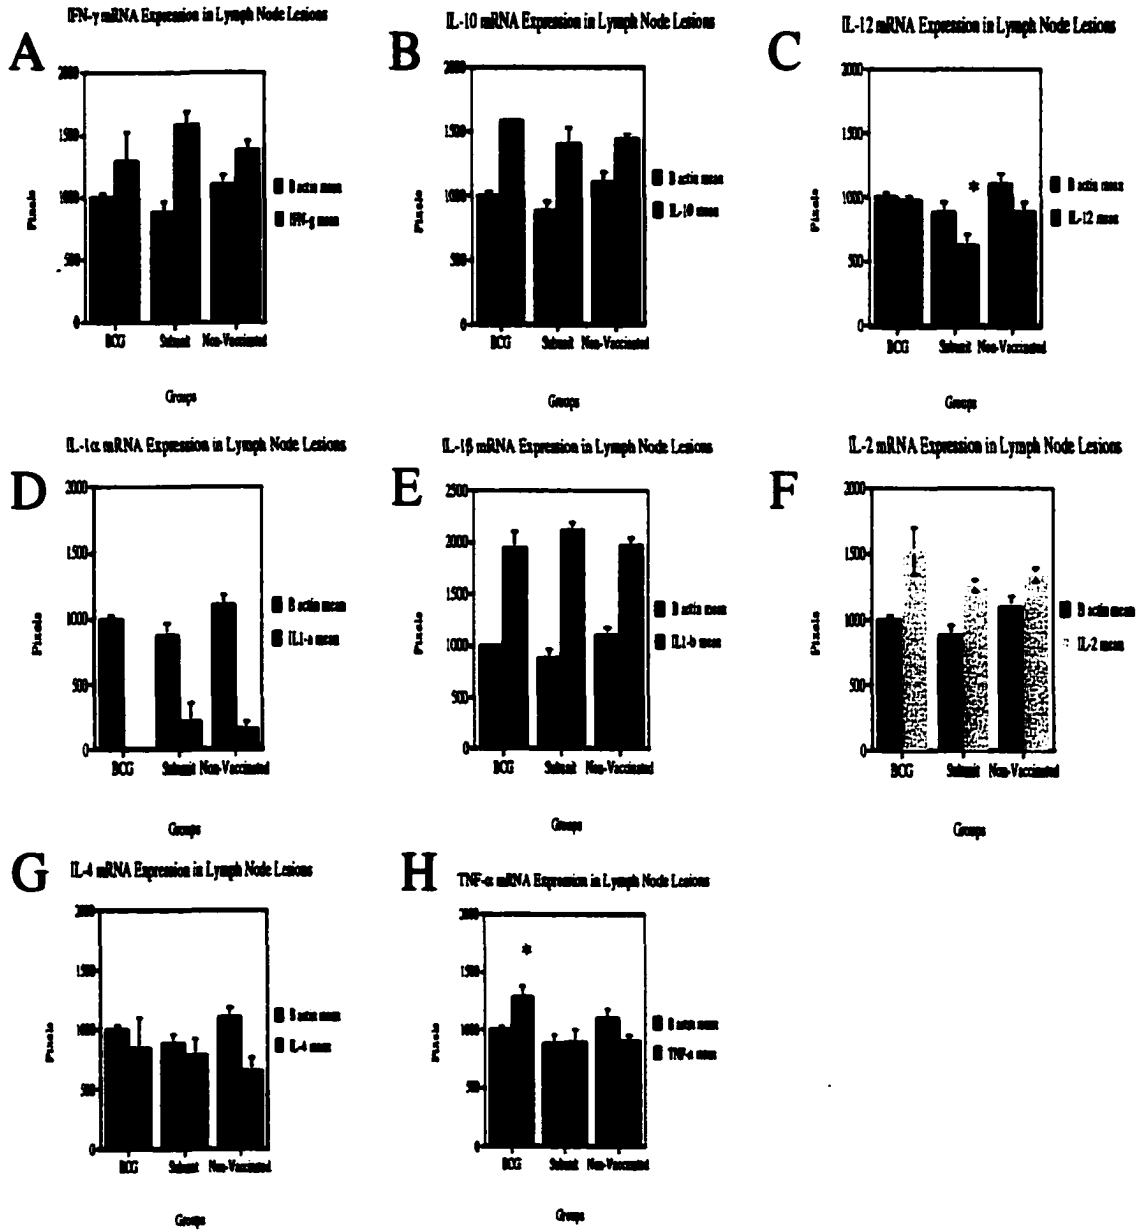 A
IFN-γ mRNA Expression in Lymph Node Lesions
2000
1500
1000
500
0
Pixels
BCG
Subunit
Non-Vaccinated
Groups
B actin mean
IFN-g mean
B
IL-10 mRNA Expression in Lymph Node Lesions
2000
1500
1000
500
0
Pixels
BCG
Subunit
Non-Vaccinated
Groups
B actin mean
IL-10 mean
C
IL-12 mRNA Expression in Lymph Node Lesions
2000
1500
1000
500
0
Pixels
*
BCG
Subunit
Non-Vaccinated
Groups
B actin mean
IL-12 mean
D
IL-1α mRNA Expression in Lymph Node Lesions
2000
1500
1000
500
0
Pixels
BCG
Subunit
Non-Vaccinated
Groups
B actin mean
IL1-a mean
E
IL-1β mRNA Expression in Lymph Node Lesions
2500
2000
1500
1000
500
0
Pixels
BCG
Subunit
Non-Vaccinated
Groups
B actin mean
IL1-b mean
F
IL-2 mRNA Expression in Lymph Node Lesions
2000
1500
1000
500
0
Pixels
BCG
Subunit
Non-Vaccinated
Groups
B actin mean
IL-2 mean
G
IL-4 mRNA Expression in Lymph Node Lesions
2000
1500
1000
500
0
Pixels
BCG
Subunit
Non-Vaccinated
Groups
B actin mean
IL-4 mean
H
TNF-α mRNA Expression in Lymph Node Lesions
2000
1500
1000
500
0
Pixels
*
BCG
Subunit
Non-Vaccinated
Groups
B actin mean
TNF-a mean